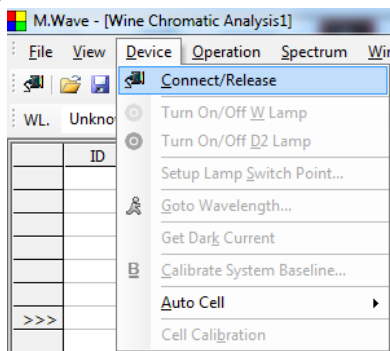 M.Wave - [Wine Chromatic Analysis1]
File View Device Operation Spectrum
Connect/Release
WL. Turn On/Off W Lamp
Turn On/Off D2 Lamp
ID
Setup Lamp Switch Point...
Goto Wavelength...
Get Dark Current
Calibrate System Baseline...
Auto Cell
>>>
Cell Calibration